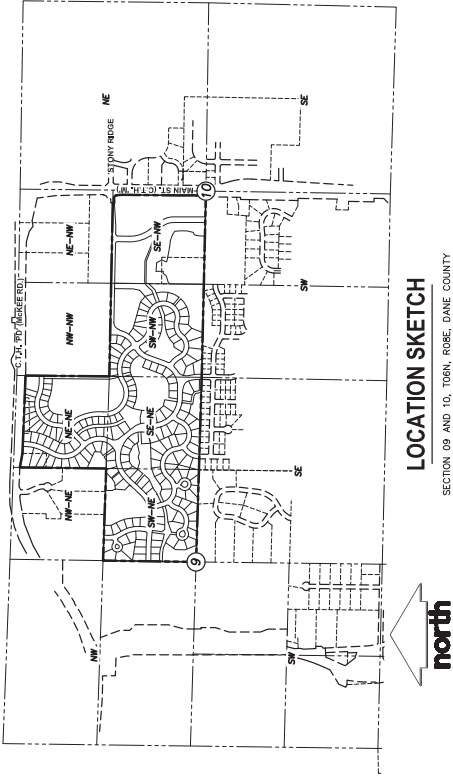 C.T.H. "PD" (McKEE RD.)
NE
STONY RIDGE
NE-NW
NW-NW
NE-NE
NW-NE
NW
MAIN ST. (C.T.H. "M")
SE-NW
SW-NW
SE-NE
SW-NE
10
9
SE
SW
SE
SW
LOCATION SKETCH
SECTION 09 AND 10, T06N, R08E, DANE COUNTY
north